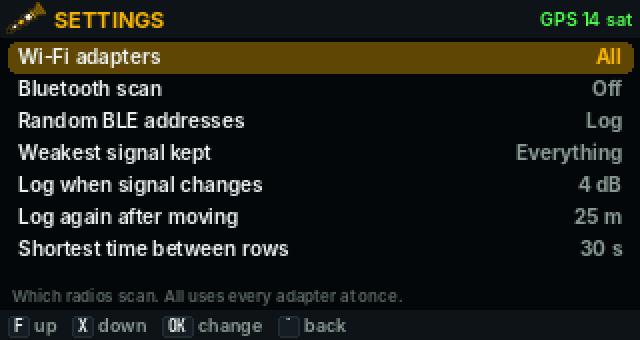 SETTINGS GPS 14 sat
Wi-Fi adapters All
Bluetooth scan Off
Random BLE addresses Log
Weakest signal kept Everything
Log when signal changes 4 dB
Log again after moving 25 m
Shortest time between rows 30 s
Which radios scan. All uses every adapter at once.
F up X down OK change ` back